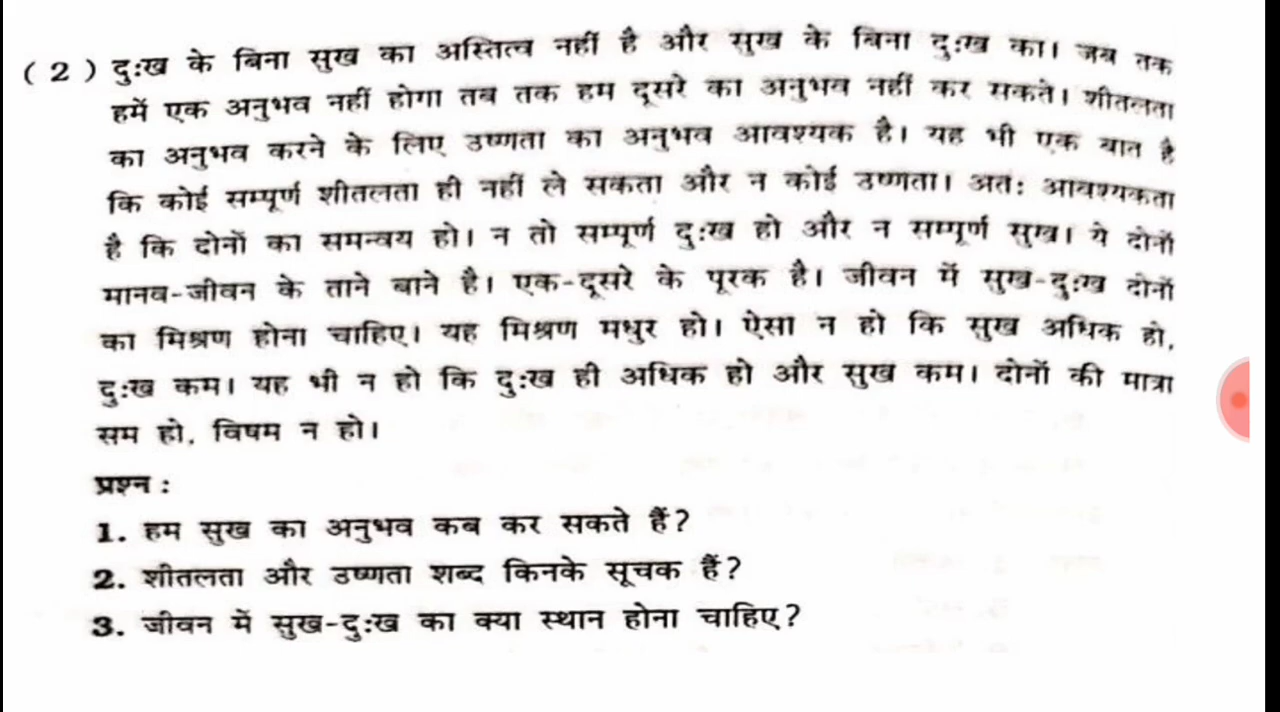 ( 2 ) दुःख के बिना सुख का अस्तित्व नहीं है और सुख के बिना दुःख का। जब तक
हमें एक अनुभव नहीं होगा तब तक हम दूसरे का अनुभव नहीं कर सकते। शीतलता
का अनुभव करने के लिए उष्णता का अनुभव आवश्यक है। यह भी एक बात है
कि कोई सम्पूर्ण शीतलता ही नहीं ले सकता और न कोई उष्णता। अतः आवश्यकता
है कि दोनों का समन्वय हो। न तो सम्पूर्ण दुःख हो और न सम्पूर्ण सुख। ये दोनों
मानव-जीवन के ताने बाने है। एक-दूसरे के पूरक है। जीवन में सुख-दुःख दोनों
का मिश्रण होना चाहिए। यह मिश्रण मधुर हो। ऐसा न हो कि सुख अधिक हो,
दुःख कम। यह भी न हो कि दुःख ही अधिक हो और सुख कम। दोनों की मात्रा
सम हो, विषम न हो।
प्रश्न :
1. हम सुख का अनुभव कब कर सकते हैं?
2. शीतलता और उष्णता शब्द किनके सूचक हैं?
3. जीवन में सुख-दुःख का क्या स्थान होना चाहिए?